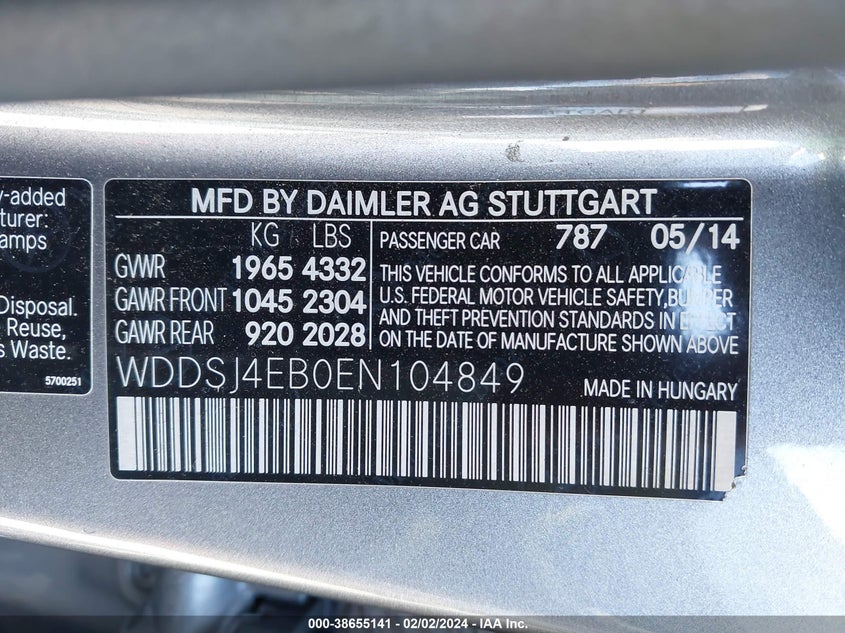 y-added
cturer:
amps
Disposal.
Reuse,
s Waste.
5700251
MFD BY DAIMLER AG STUTTGART
KG LBS
GVWR 1965 4332
GAWR FRONT 1045 2304
GAWR REAR 920 2028
PASSENGER CAR 787 05/14
THIS VEHICLE CONFORMS TO ALL APPLICABLE
U.S. FEDERAL MOTOR VEHICLE SAFETY, BUMPER
AND THEFT PREVENTION STANDARDS IN EFFECT
ON THE DATE OF MANUFACTURE SHOWN ABOVE
WDDSJ4EB0EN104849
MADE IN HUNGARY
000-38655141 - 02/02/2024 - IAA Inc.